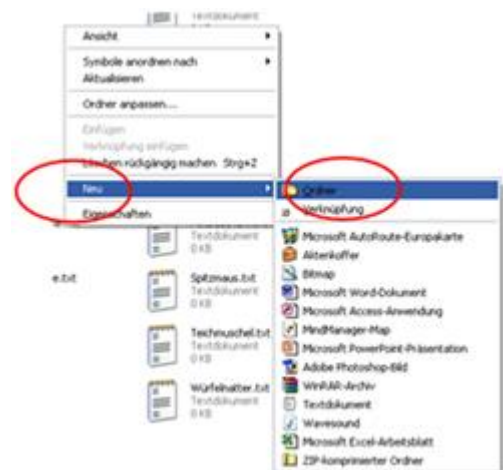 Textdokument
Ansicht
Symbole anordnen nach
Aktualisieren
Ordner anpassen....
Einfügen
Verknüpfung einfügen
Löschen rückgängig machen Strg+Z
Neu
Eigenschaften
Ordner
Verknüpfung
Microsoft AutoRoute-Europakarte
Aktenkoffer
Bitmap
Microsoft Word-Dokument
Microsoft Access-Anwendung
MindManager-Map
Microsoft PowerPoint-Präsentation
Adobe Photoshop-Bild
WinRAR-Archiv
Textdokument
Wavesound
Microsoft Excel-Arbeitsblatt
ZIP-komprimierter Ordner
Textdokument
0 KB
e.txt
Spitzmaus.txt
Textdokument
0 KB
Teichmuschel.txt
Textdokument
0 KB
Würfelnatter.txt
Textdokument
0 KB